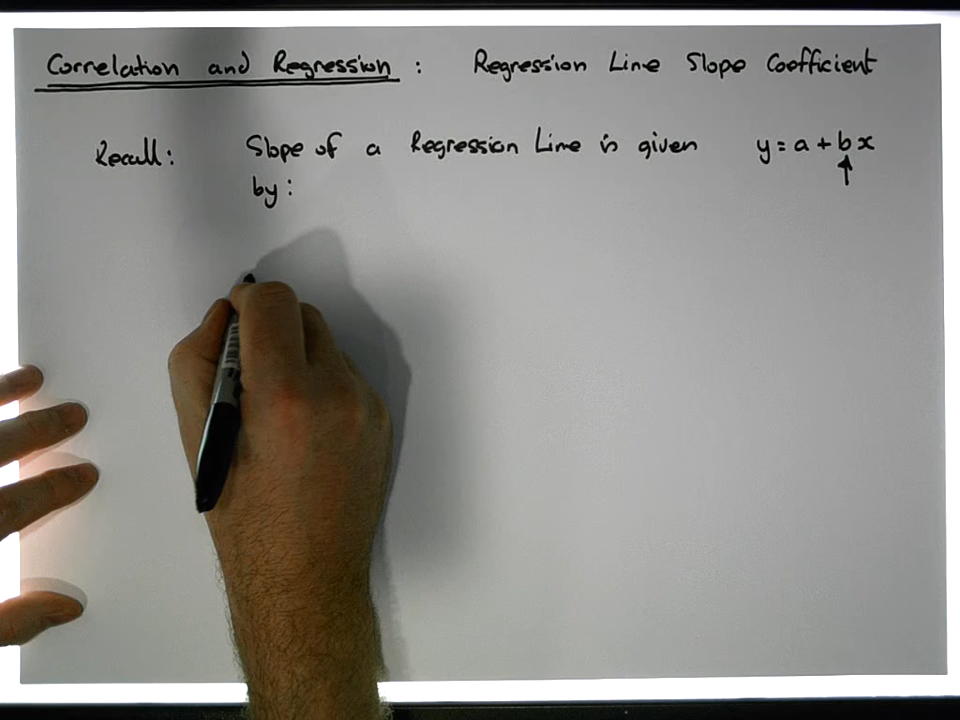 Correlation and Regression : Regression Line Slope Coefficient
Recall: Slope of a Regression Line is given y = a + bx
by: